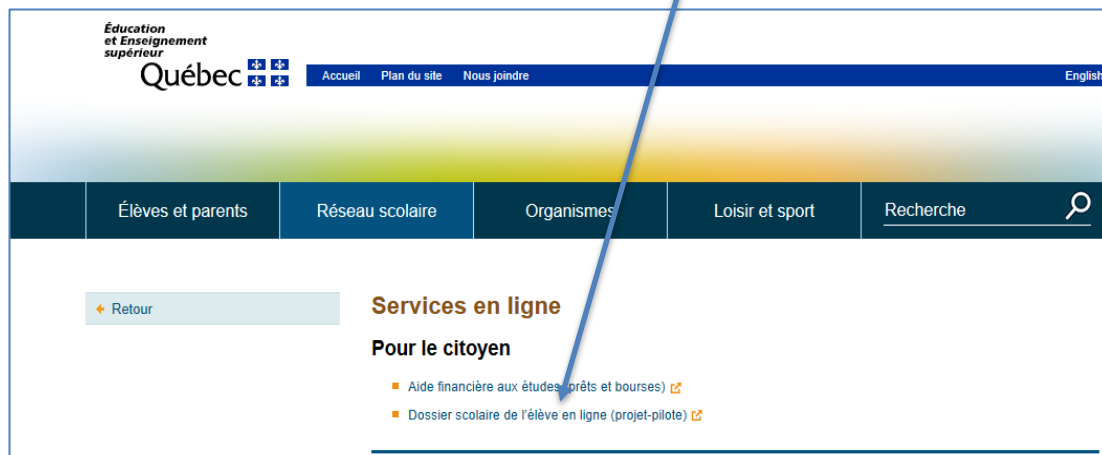 Éducation
et Enseignement
supérieur
Québec
Accueil Plan du site Nous joindre English
Élèves et parents Réseau scolaire Organismes Loisir et sport Recherche
Retour
Services en ligne
Pour le citoyen
Aide financière aux études (prêts et bourses)
Dossier scolaire de l'élève en ligne (projet-pilote)